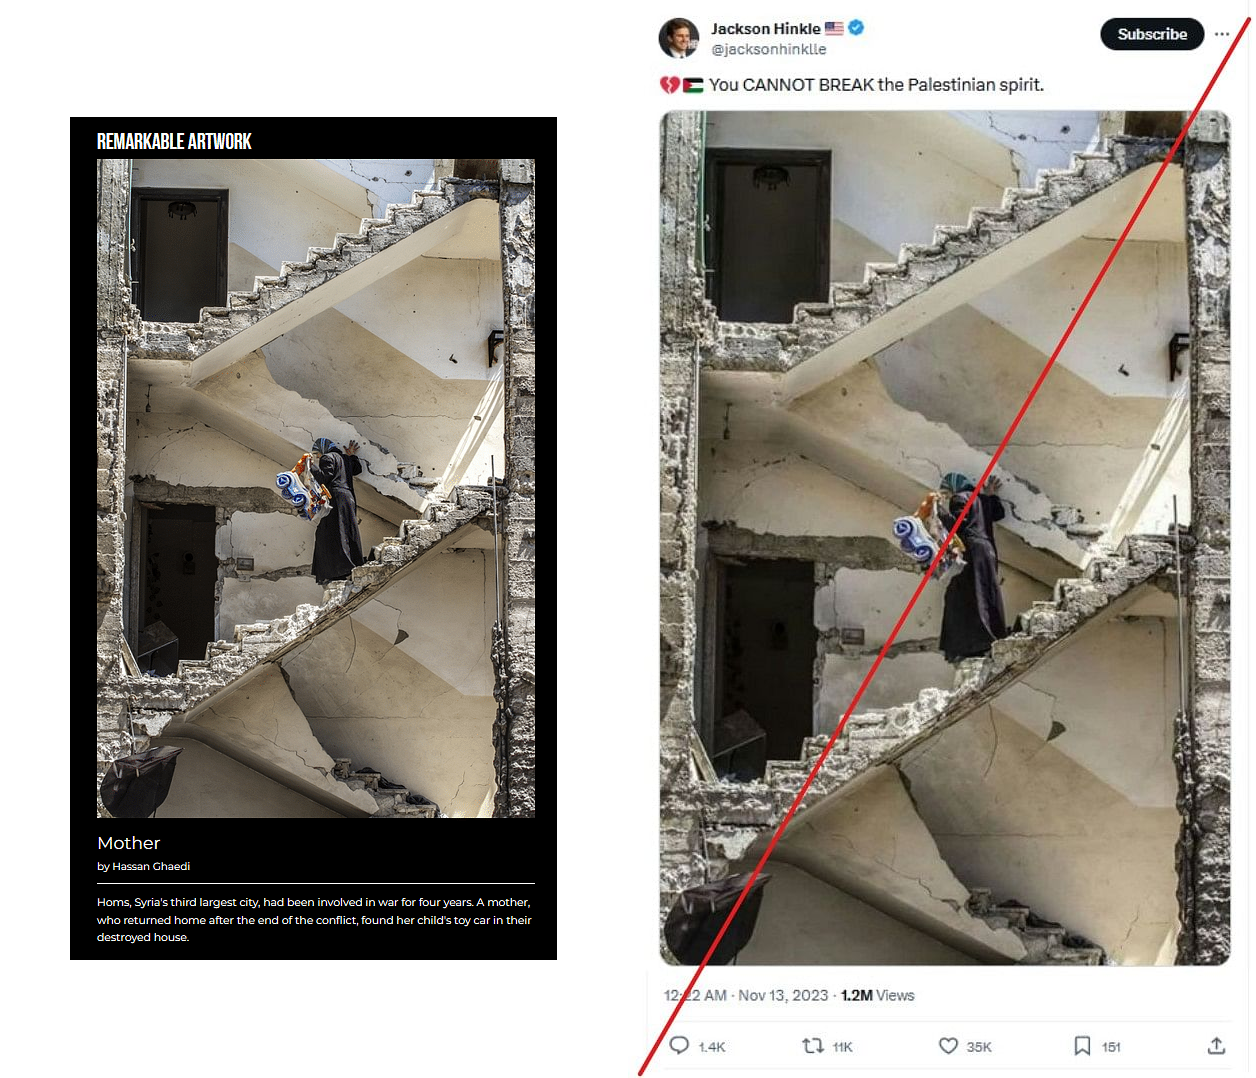 REMARKABLE ARTWORK
Mother
by Hassan Ghaedi
Homs, Syria's third largest city, had been involved in war for four years. A mother,
who returned home after the end of the conflict, found her child's toy car in their
destroyed house.
Jackson Hinkle 🇺🇸
@jacksonhinklle
Subscribe
💔🇵🇸 You CANNOT BREAK the Palestinian spirit.
12:22 AM · Nov 13, 2023 · 1.2M Views
1.4K 11K 35K 151